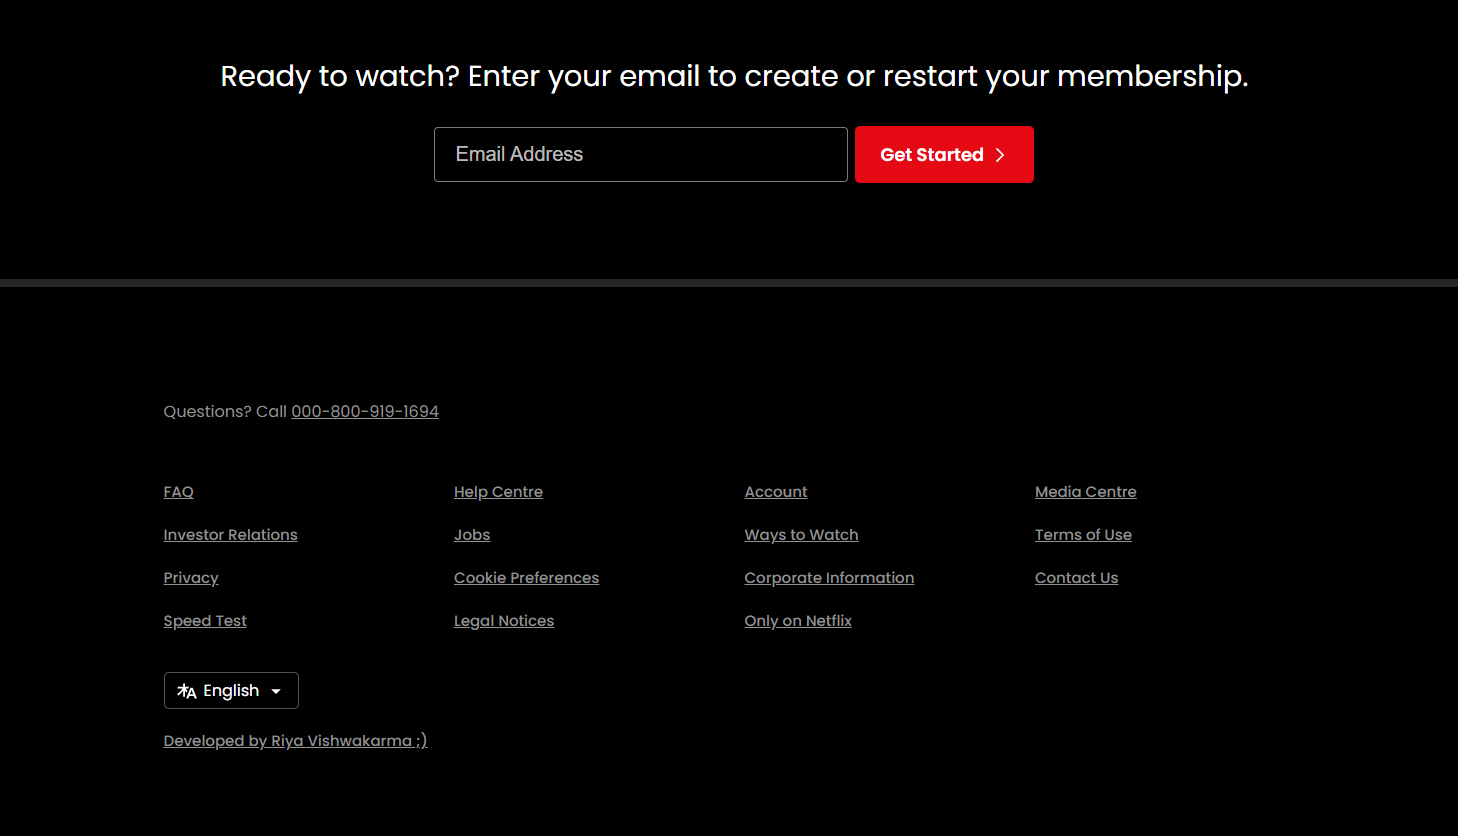 Ready to watch? Enter your email to create or restart your membership.
Email Address
Get Started
Questions? Call 000-800-919-1694
FAQ
Help Centre
Account
Media Centre
Investor Relations
Jobs
Ways to Watch
Terms of Use
Privacy
Cookie Preferences
Corporate Information
Contact Us
Speed Test
Legal Notices
Only on Netflix
English
Developed by Riya Vishwakarma ;)